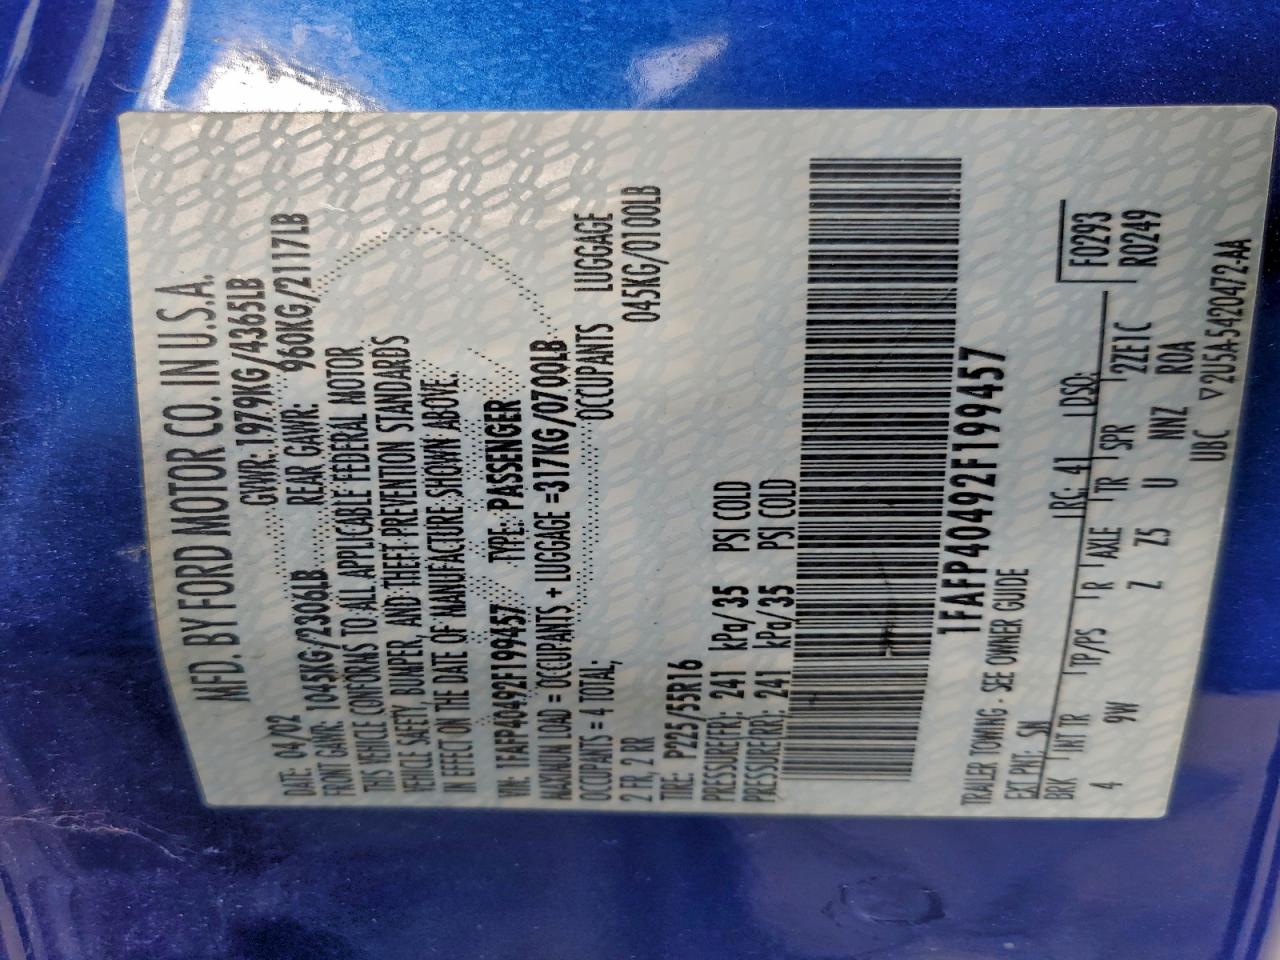 MFD. BY FORD MOTOR CO. IN U.S.A.
DATE: 04/02 GVWR: 1979KG/4365LB
FRONT GAWR: 1045KG/2306LB REAR GAWR: 960KG/2117LB
THIS VEHICLE CONFORMS TO ALL APPLICABLE FEDERAL MOTOR
VEHICLE SAFETY, BUMPER, AND THEFT PREVENTION STANDARDS
IN EFFECT ON THE DATE OF MANUFACTURE SHOWN ABOVE.
VIN: 1FAFP40492F199457 TYPE: PASSENGER
MAXIMUM LOAD = OCCUPANTS + LUGGAGE =317KG/0700LB
OCCUPANTS = 4 TOTAL; OCCUPANTS LUGGAGE
2 FR, 2 RR 045KG/0100LB
TIRE: P225/55R16
PRESSURE(FR): 241 kPa/35 PSI COLD
PRESSURE(RR): 241 kPa/35 PSI COLD
1FAFP40492F199457
TRAILER TOWING - SEE OWNER GUIDE
EXT PNT: SN RC: 41 DSO: F0293
BRK INT TR TP/PS R AXLE TR SPR 2ZE1C R0249
4 9W Z Z5 U NNZ ROA
UBC ▽2U5A-5420472-AA